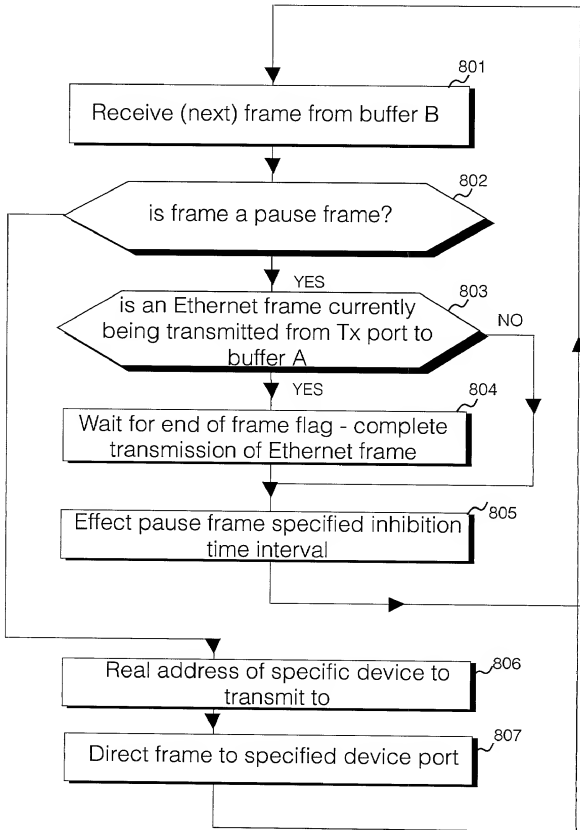 801
Receive (next) frame from buffer B
802
is frame a pause frame?
YES
803
is an Ethernet frame currently
being transmitted from Tx port to
buffer A
NO
YES
804
Wait for end of frame flag - complete
transmission of Ethernet frame
805
Effect pause frame specified inhibition
time interval
806
Real address of specific device to
transmit to
807
Direct frame to specified device port